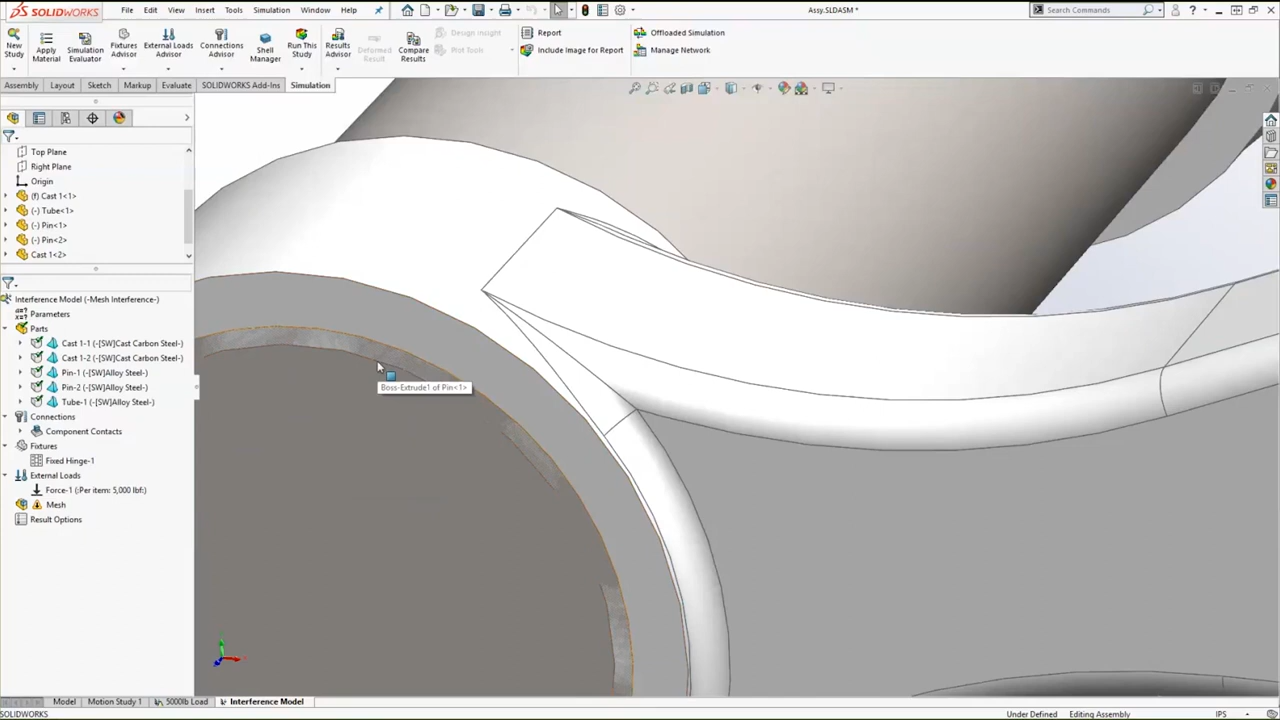 SOLIDWORKS
File Edit View Insert Tools Simulation Window Help
Assy.SLDASM *
Search Commands
New Study
Apply Material
Simulation Evaluator
Fixtures Advisor
External Loads Advisor
Connections Advisor
Shell Manager
Run This Study
Results Advisor
Deformed Result
Compare Results
Design Insight
Plot Tools
Report
Include Image for Report
Offloaded Simulation
Manage Network
Assembly Layout Sketch Markup Evaluate SOLIDWORKS Add-Ins Simulation
Top Plane
Right Plane
Origin
(f) Cast 1<1>
(-) Tube<1>
(-) Pin<1>
(-) Pin<2>
Cast 1<2>
Interference Model (-Mesh Interference-)
Parameters
Parts
Cast 1-1 (-[SW]Cast Carbon Steel-)
Cast 1-2 (-[SW]Cast Carbon Steel-)
Pin-1 (-[SW]Alloy Steel-)
Pin-2 (-[SW]Alloy Steel-)
Tube-1 (-[SW]Alloy Steel-)
Connections
Component Contacts
Fixtures
Fixed Hinge-1
External Loads
Force-1 (:Per item: 5,000 lbf:)
Mesh
Result Options
Boss-Extrude1 of Pin<1>
Model Motion Study 1 5000lb Load Interference Model
SOLIDWORKS
Under Defined Editing Assembly IPS